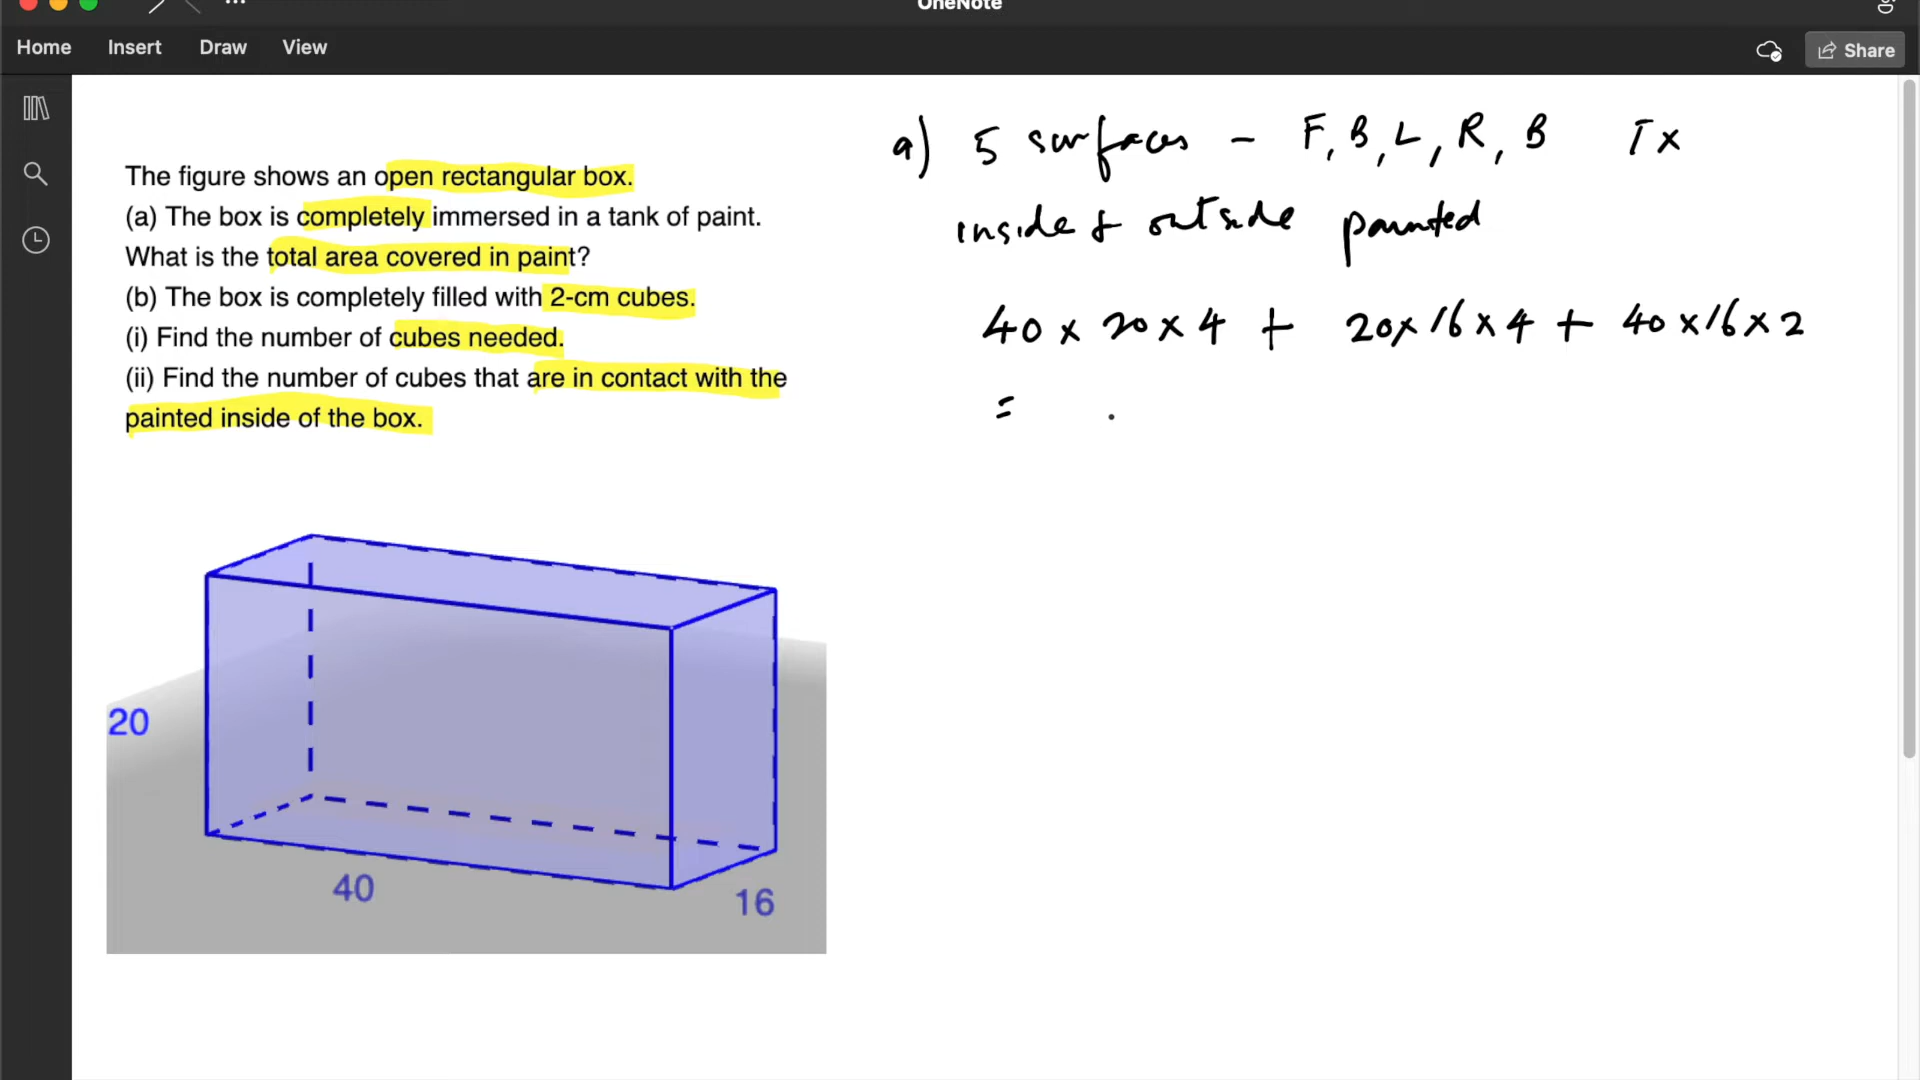 OneNote
Home Insert Draw View Share
The figure shows an open rectangular box.
(a) The box is completely immersed in a tank of paint.
What is the total area covered in paint?
(b) The box is completely filled with 2-cm cubes.
(i) Find the number of cubes needed.
(ii) Find the number of cubes that are in contact with the
painted inside of the box.
20
40
16
a) 5 surfaces - F, B, L, R, B T x
inside & outside painted
40 x 20 x 4 + 20 x 16 x 4 + 40 x 16 x 2
=